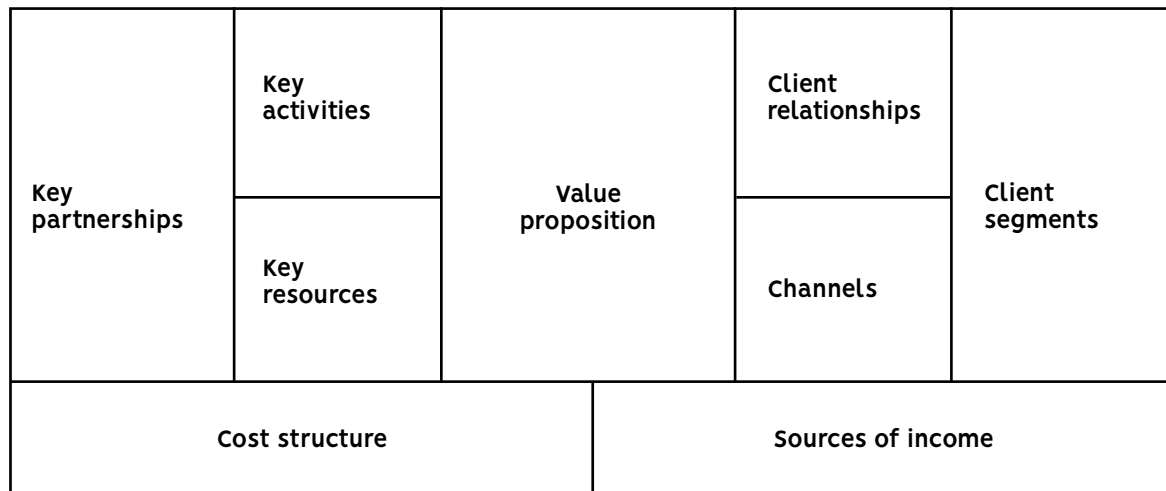 Key
partnerships
Key
activities
Key
resources
Value
proposition
Client
relationships
Channels
Client
segments
Cost structure
Sources of income